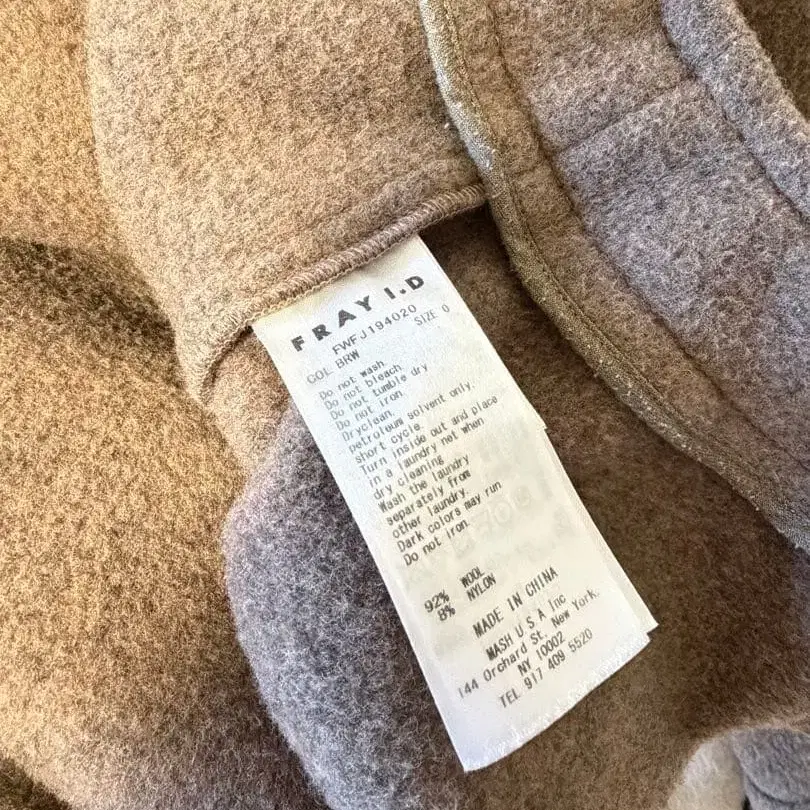 FRAY I.D
FWFJ194020
COL BRW SIZE 0
Do not wash
Do not bleach.
Do not tumble dry
Do not iron.
Dryclean.
petroleum solvent only.
short cycle.
Turn inside out and place
in a laundry net when
dry cleaning
Wash the laundry
separately from
other laundry.
Dark colors may run
Do not iron
92% WOOL
8% NYLON
MADE IN CHINA
MASH U S A Inc
144 Orchard St, New York,
NY 10002
TEL 917 409 5520